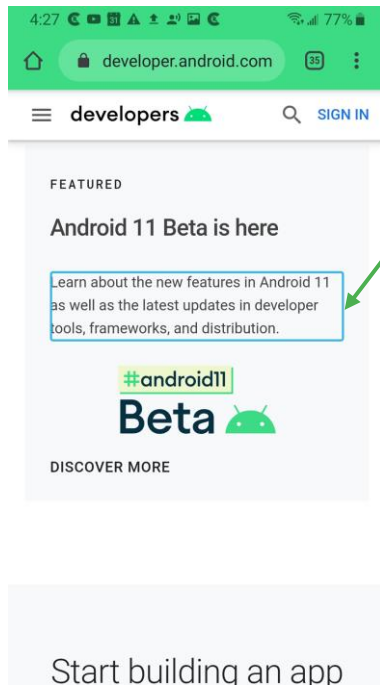 4:27
77%
developer.android.com
35
developers
SIGN IN
FEATURED
Android 11 Beta is here
Learn about the new features in Android 11
as well as the latest updates in developer
tools, frameworks, and distribution.
#android11
Beta
DISCOVER MORE
Start building an app